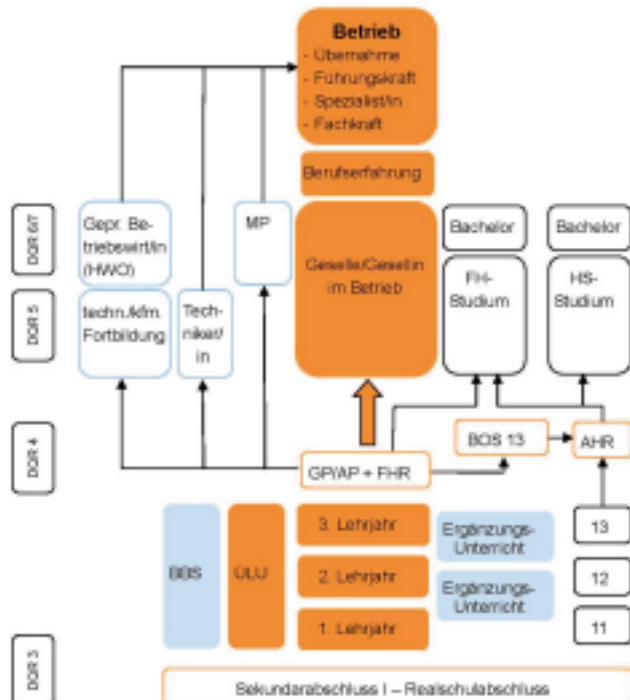 Betrieb
- Übernahme
- Führungskraft
- Spezialist/in
- Fachkraft
Berufserfahrung
DQR 6/7
Gepr. Be-
triebswirt/in
(HWO)
MP
Geselle/Gesellin
im Betrieb
Bachelor
Bachelor
DQR 5
techn./kfm.
Fortbildung
Tech-
niker/
in
FH-
Studium
HS-
Studium
DQR 4
GP/AP + FHR
BOS 13
AHR
BBS
ÜLU
3. Lehrjahr
Ergänzungs-
Unterricht
13
2. Lehrjahr
Ergänzungs-
Unterricht
12
1. Lehrjahr
11
DQR 3
Sekundarabschluss I – Realschulabschluss